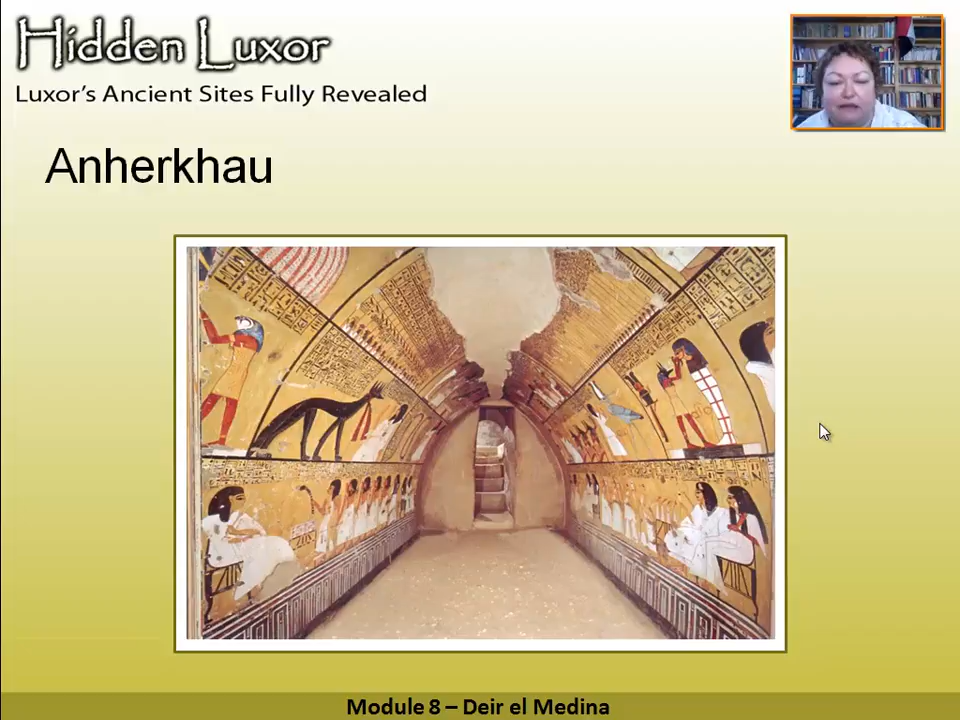 Hidden Luxor
Luxor's Ancient Sites Fully Revealed
Anherkhau
Module 8 – Deir el Medina